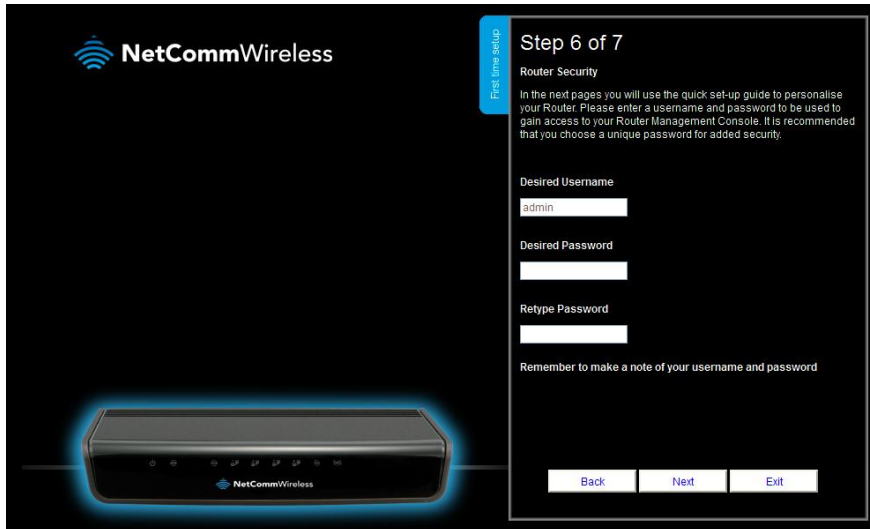 NetCommWireless
First time setup
Step 6 of 7
Router Security
In the next pages you will use the quick set-up guide to personalise
your Router. Please enter a username and password to be used to
gain access to your Router Management Console. It is recommended
that you choose a unique password for added security.
Desired Username
admin
Desired Password
Retype Password
Remember to make a note of your username and password
NetCommWireless
Back Next Exit